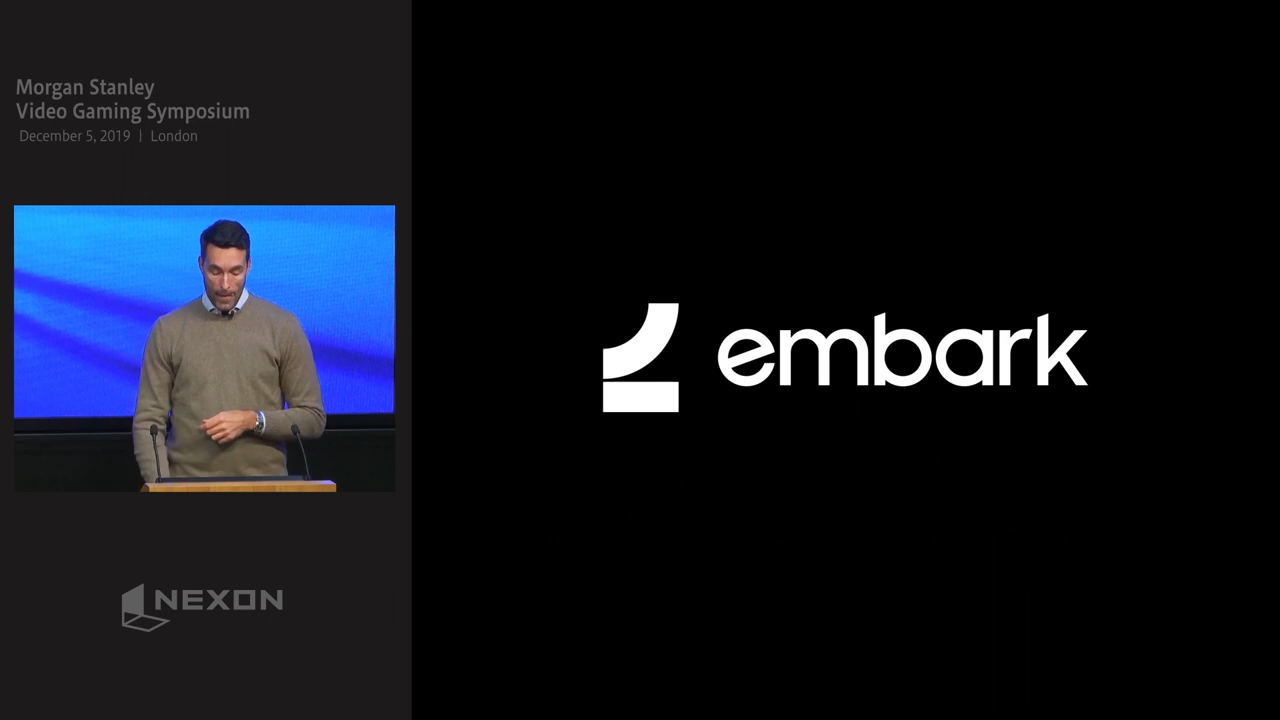 Morgan Stanley
Video Gaming Symposium
December 5, 2019 | London
NEXON
embark